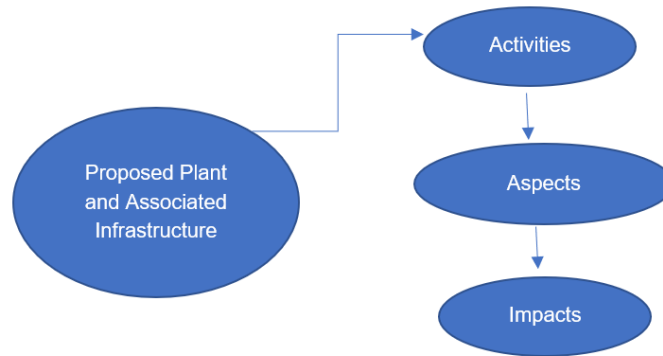 Activities
Proposed Plant
and Associated
Infrastructure
Aspects
Impacts